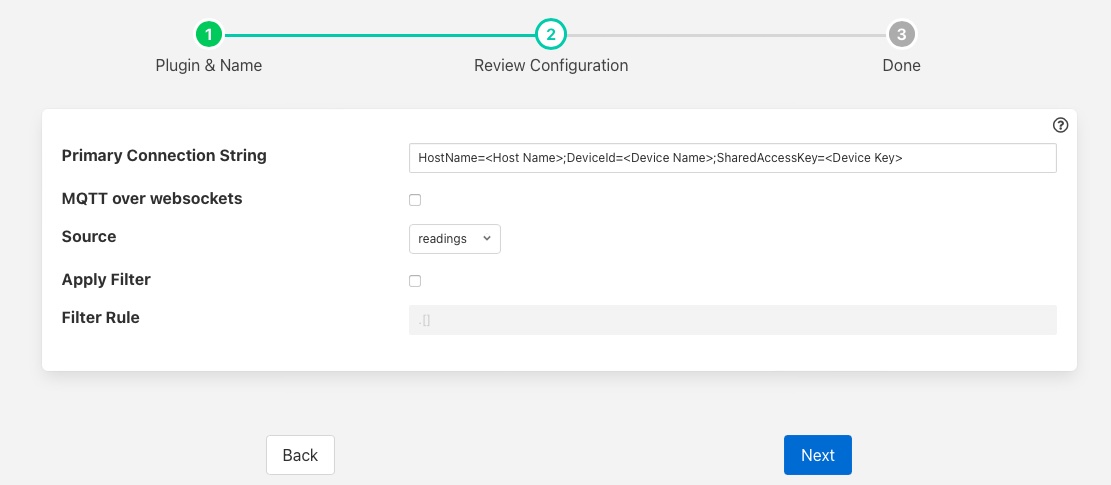 1
2
3
Plugin & Name
Review Configuration
Done
?
Primary Connection String
HostName=<Host Name>;DeviceId=<Device Name>;SharedAccessKey=<Device Key>
MQTT over websockets
Source
readings
Apply Filter
Filter Rule
.[]
Back
Next